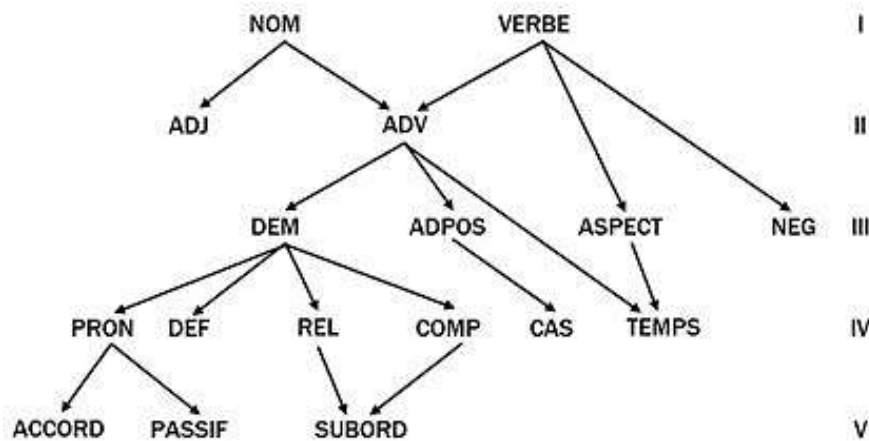 NOM VERBE I
ADJ ADV II
DEM ADPOS ASPECT NEG III
PRON DEF REL COMP CAS TEMPS IV
ACCORD PASSIF SUBORD V